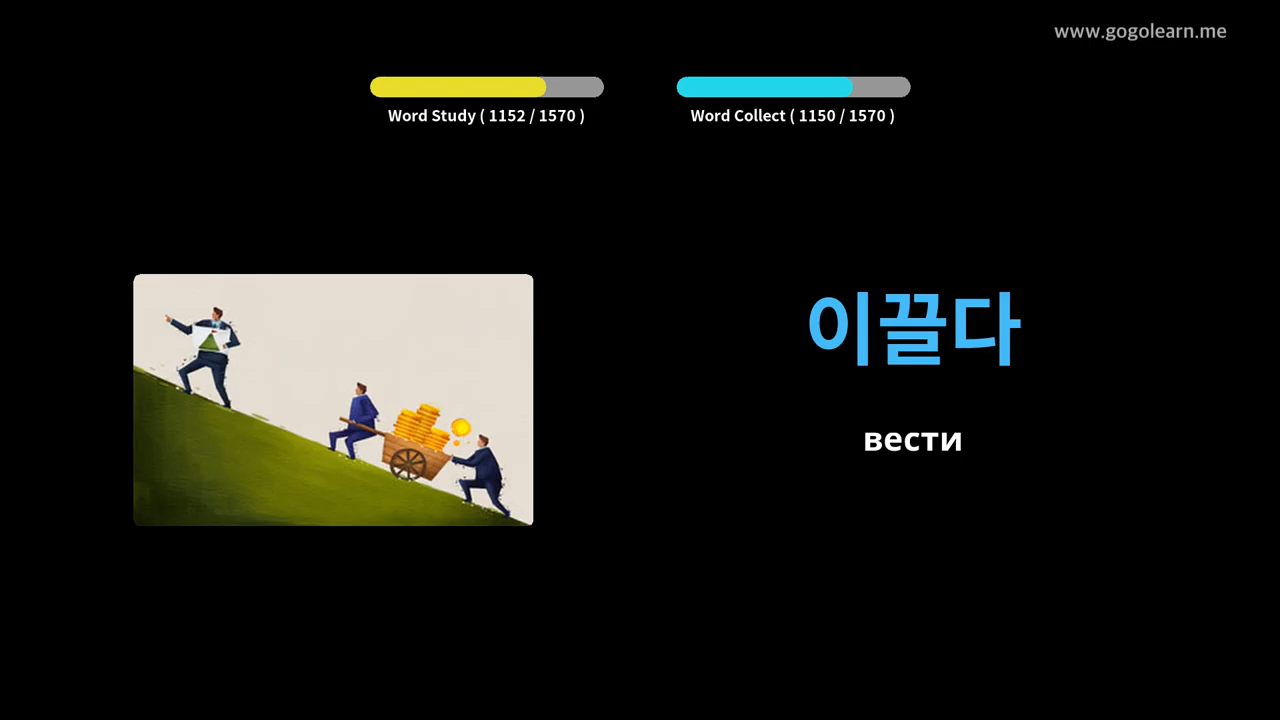 www.gogolearn.me
Word Study ( 1152 / 1570 )
Word Collect ( 1150 / 1570 )
이끌다
вести